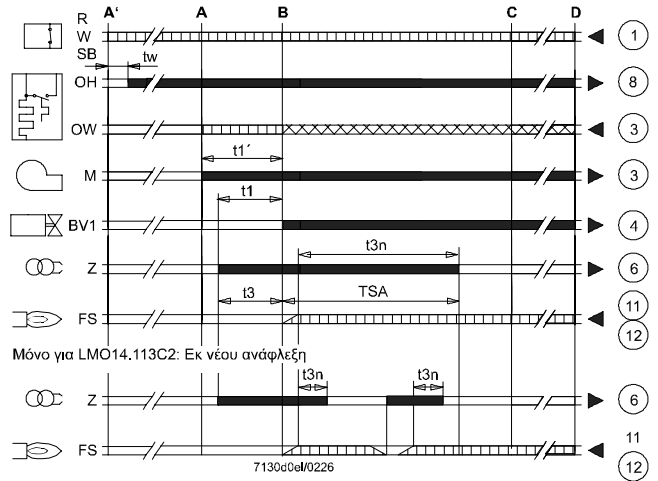 R A' A B C D
W 1
SB tw
OH 8
OW 3
t1´
M 3
t1
BV1 4
t3n
Z 6
t3 TSA
FS 11
12
Μόνο για LMO14.113C2: Εκ νέου ανάφλεξη
t3n t3n
Z 6
FS 11
12
7130d0el/0226